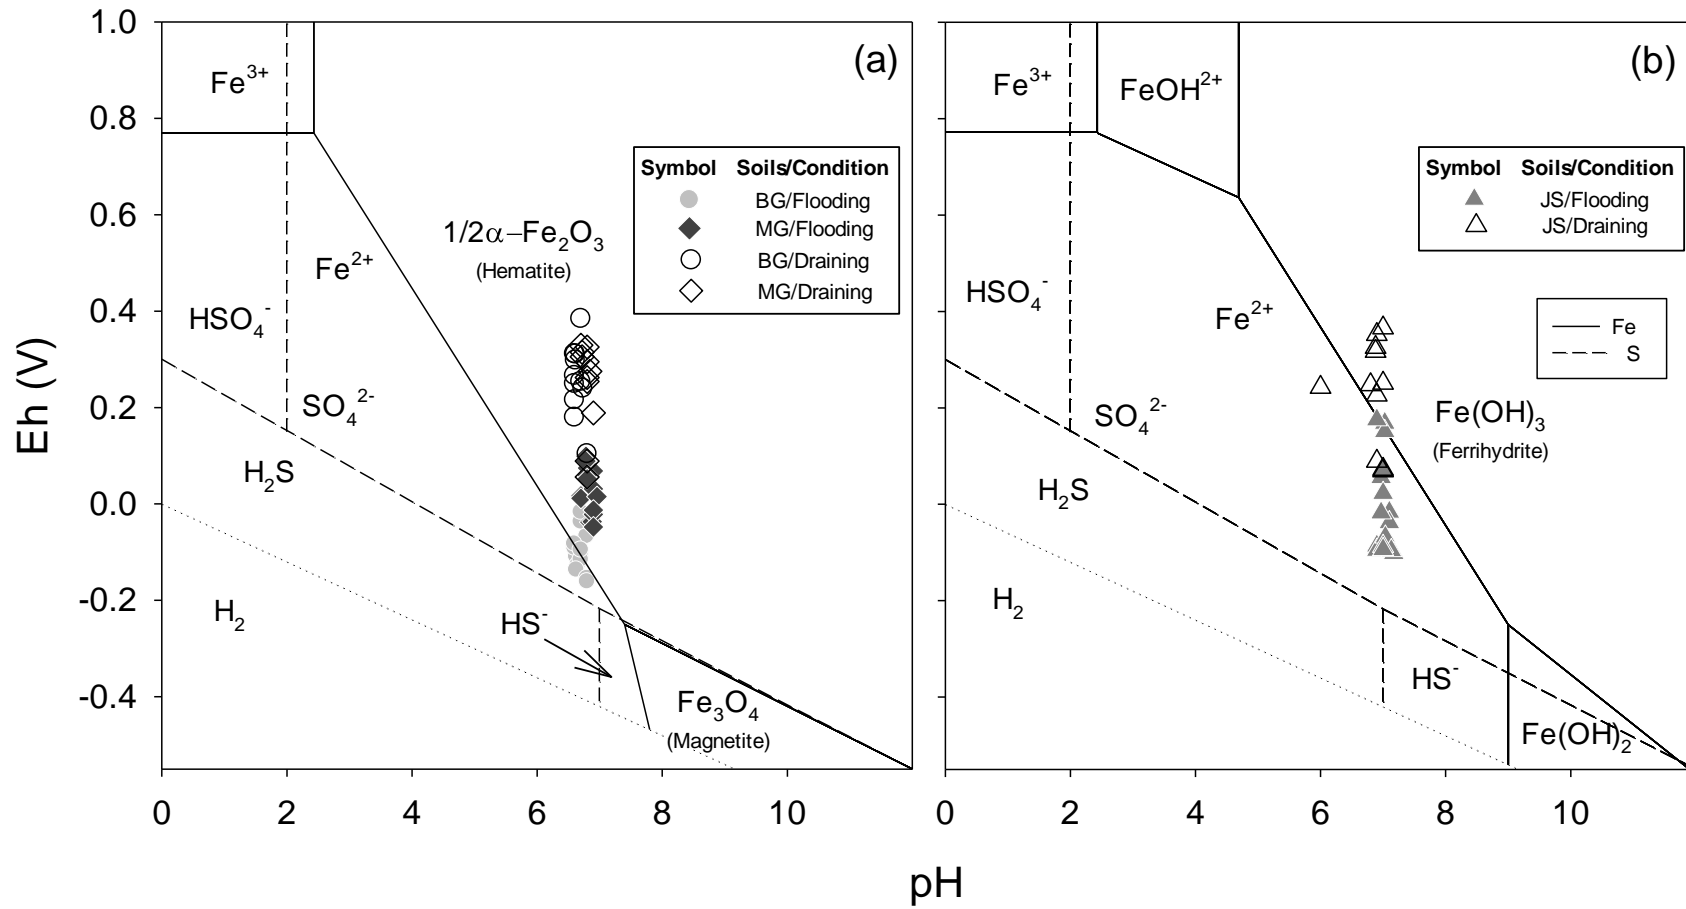 Eh (V)
1.0
0.8
0.6
0.4
0.2
0.0
-0.2
-0.4
(a)
Fe³⁺
Symbol Soils/Condition
BG/Flooding
MG/Flooding
BG/Draining
MG/Draining
1/2α–Fe₂O₃
(Hematite)
Fe²⁺
HSO₄⁻
SO₄²⁻
H₂S
H₂
HS⁻
Fe₃O₄
(Magnetite)
0 2 4 6 8 10
(b)
Fe³⁺
FeOH²⁺
Symbol Soils/Condition
JS/Flooding
JS/Draining
HSO₄⁻
Fe²⁺
Fe
S
SO₄²⁻
Fe(OH)₃
(Ferrihydrite)
H₂S
H₂
HS⁻
Fe(OH)₂
0 2 4 6 8 10
pH